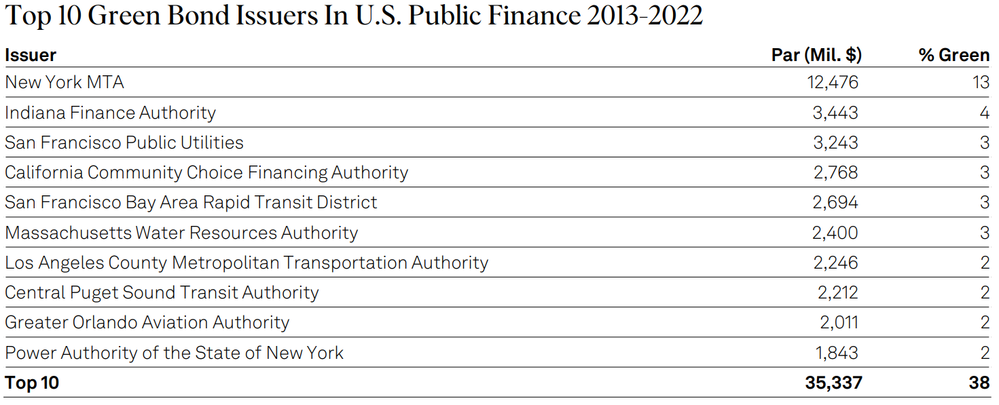 Top 10 Green Bond Issuers In U.S. Public Finance 2013-2022
Issuer Par (Mil. $) % Green
New York MTA 12,476 13
Indiana Finance Authority 3,443 4
San Francisco Public Utilities 3,243 3
California Community Choice Financing Authority 2,768 3
San Francisco Bay Area Rapid Transit District 2,694 3
Massachusetts Water Resources Authority 2,400 3
Los Angeles County Metropolitan Transportation Authority 2,246 2
Central Puget Sound Transit Authority 2,212 2
Greater Orlando Aviation Authority 2,011 2
Power Authority of the State of New York 1,843 2
Top 10 35,337 38